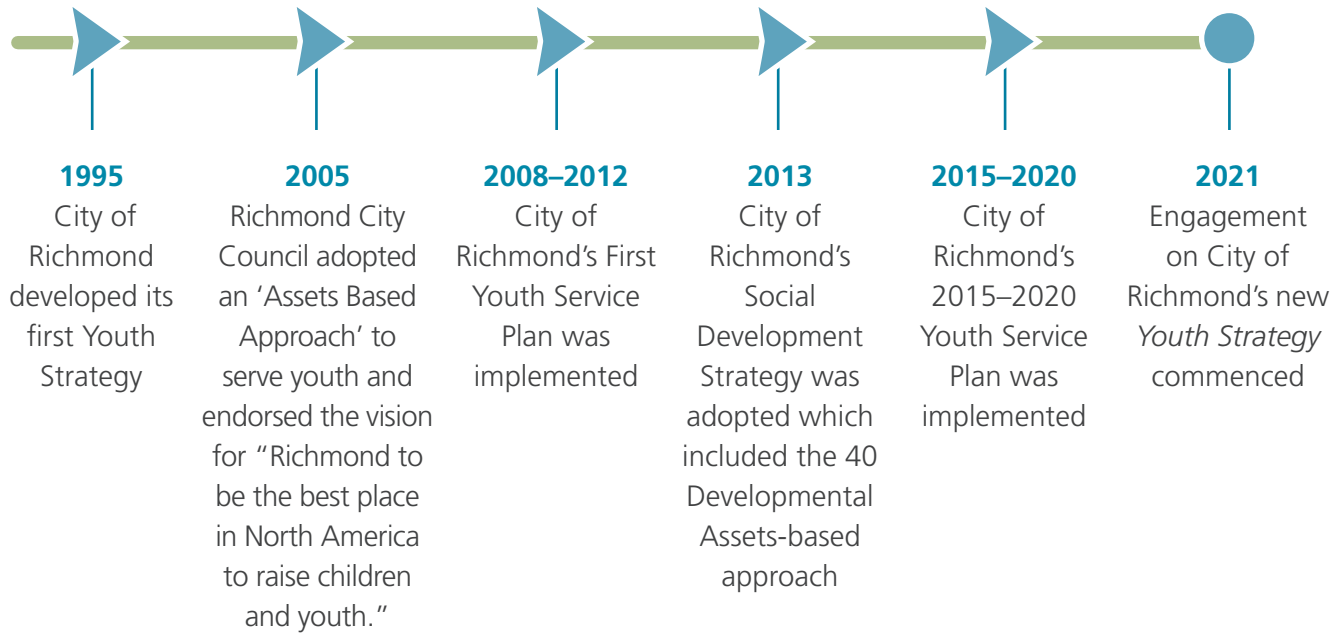 1995
City of
Richmond
developed its
first Youth
Strategy
2005
Richmond City
Council adopted
an ‘Assets Based
Approach’ to
serve youth and
endorsed the vision
for “Richmond to
be the best place
in North America
to raise children
and youth.”
2008–2012
City of
Richmond’s First
Youth Service
Plan was
implemented
2013
City of
Richmond’s
Social
Development
Strategy was
adopted which
included the 40
Developmental
Assets-based
approach
2015–2020
City of
Richmond’s
2015–2020
Youth Service
Plan was
implemented
2021
Engagement
on City of
Richmond’s new
Youth Strategy
commenced